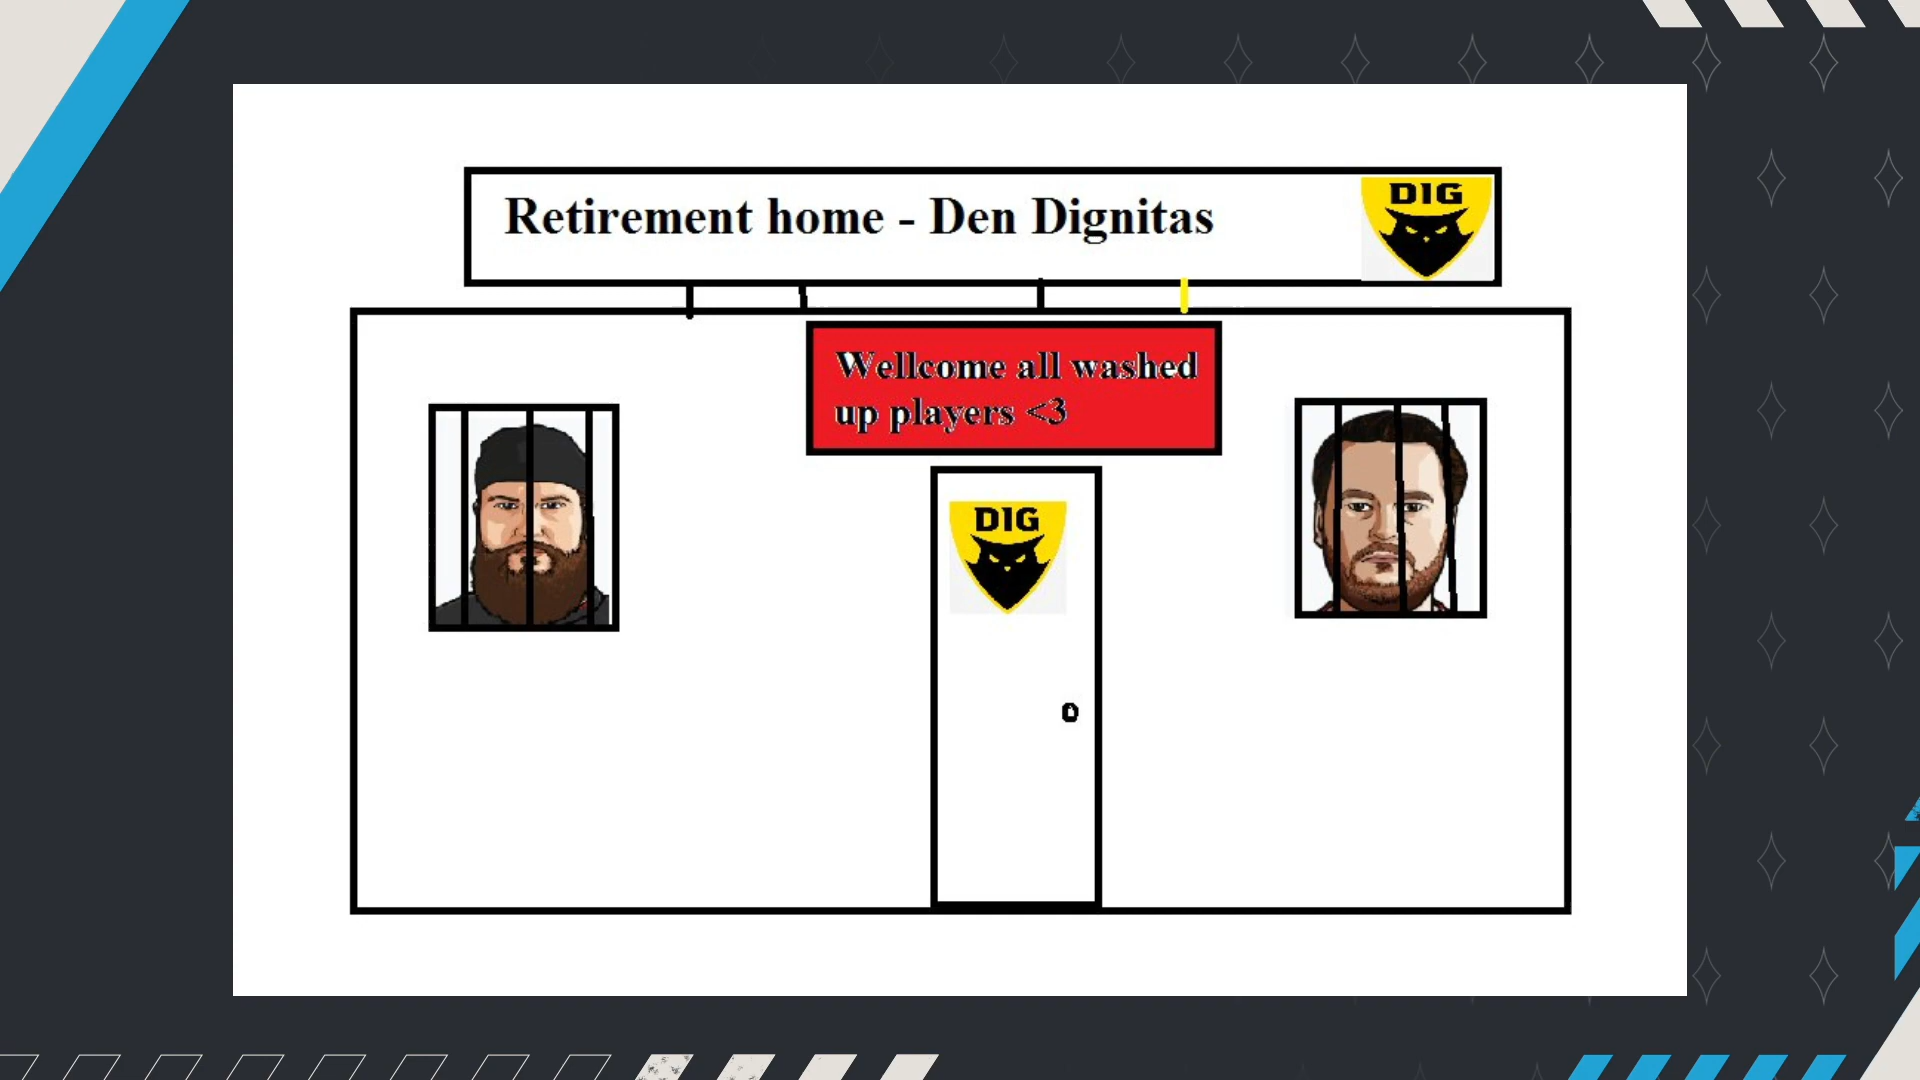 Retirement home - Den Dignitas
DIG
Wellcome all washed
up players <3
DIG